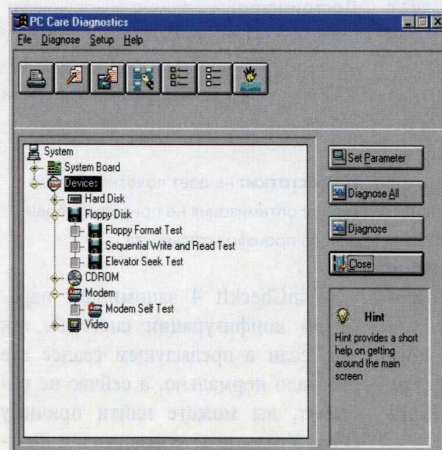 PC Care Diagnostics
File Diagnose Setup Help
System
System Board
Devices
Hard Disk
Floppy Disk
Floppy Format Test
Sequential Write and Read Test
Elevator Seek Test
CDROM
Modem
Modem Self Test
Video
Set Parameter
Diagnose All
Diagnose
Close
Hint
Hint provides a short
help on getting
around the main
screen